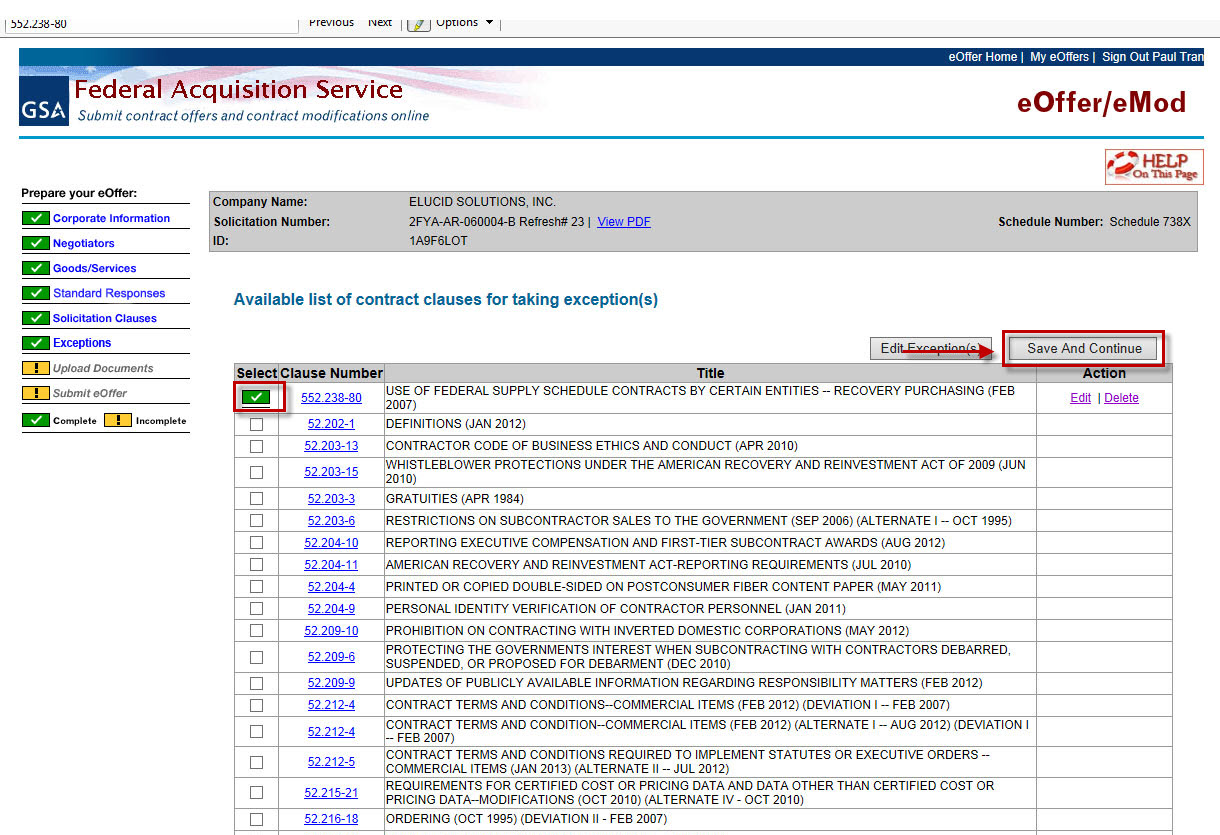 552.238-80 Previous Next | Options
eOffer Home | My eOffers | Sign Out Paul Tran
GSA Federal Acquisition Service
Submit contract offers and contract modifications online
eOffer/eMod
HELP
On This Page
Prepare your eOffer:
Corporate Information
Negotiators
Goods/Services
Standard Responses
Solicitation Clauses
Exceptions
! Upload Documents
! Submit eOffer
Complete ! Incomplete
Company Name: ELUCID SOLUTIONS, INC.
Solicitation Number: 2FYA-AR-060004-B Refresh# 23 | View PDF Schedule Number: Schedule 738X
ID: 1A9F6LOT
Available list of contract clauses for taking exception(s)
Edit Exception(s) Save And Continue
Select Clause Number Title Action
552.238-80 USE OF FEDERAL SUPPLY SCHEDULE CONTRACTS BY CERTAIN ENTITIES -- RECOVERY PURCHASING (FEB
2007) Edit | Delete
52.202-1 DEFINITIONS (JAN 2012)
52.203-13 CONTRACTOR CODE OF BUSINESS ETHICS AND CONDUCT (APR 2010)
52.203-15 WHISTLEBLOWER PROTECTIONS UNDER THE AMERICAN RECOVERY AND REINVESTMENT ACT OF 2009 (JUN
2010)
52.203-3 GRATUITIES (APR 1984)
52.203-6 RESTRICTIONS ON SUBCONTRACTOR SALES TO THE GOVERNMENT (SEP 2006) (ALTERNATE I -- OCT 1995)
52.204-10 REPORTING EXECUTIVE COMPENSATION AND FIRST-TIER SUBCONTRACT AWARDS (AUG 2012)
52.204-11 AMERICAN RECOVERY AND REINVESTMENT ACT-REPORTING REQUIREMENTS (JUL 2010)
52.204-4 PRINTED OR COPIED DOUBLE-SIDED ON POSTCONSUMER FIBER CONTENT PAPER (MAY 2011)
52.204-9 PERSONAL IDENTITY VERIFICATION OF CONTRACTOR PERSONNEL (JAN 2011)
52.209-10 PROHIBITION ON CONTRACTING WITH INVERTED DOMESTIC CORPORATIONS (MAY 2012)
52.209-6 PROTECTING THE GOVERNMENTS INTEREST WHEN SUBCONTRACTING WITH CONTRACTORS DEBARRED,
SUSPENDED, OR PROPOSED FOR DEBARMENT (DEC 2010)
52.209-9 UPDATES OF PUBLICLY AVAILABLE INFORMATION REGARDING RESPONSIBILITY MATTERS (FEB 2012)
52.212-4 CONTRACT TERMS AND CONDITIONS--COMMERCIAL ITEMS (FEB 2012) (DEVIATION I -- FEB 2007)
52.212-4 CONTRACT TERMS AND CONDITION--COMMERCIAL ITEMS (FEB 2012) (ALTERNATE I -- AUG 2012) (DEVIATION I
-- FEB 2007)
52.212-5 CONTRACT TERMS AND CONDITIONS REQUIRED TO IMPLEMENT STATUTES OR EXECUTIVE ORDERS --
COMMERCIAL ITEMS (JAN 2013) (ALTERNATE II -- JUL 2012)
52.215-21 REQUIREMENTS FOR CERTIFIED COST OR PRICING DATA AND DATA OTHER THAN CERTIFIED COST OR
PRICING DATA--MODIFICATIONS (OCT 2010) (ALTERNATE IV - OCT 2010)
52.216-18 ORDERING (OCT 1995) (DEVIATION II - FEB 2007)